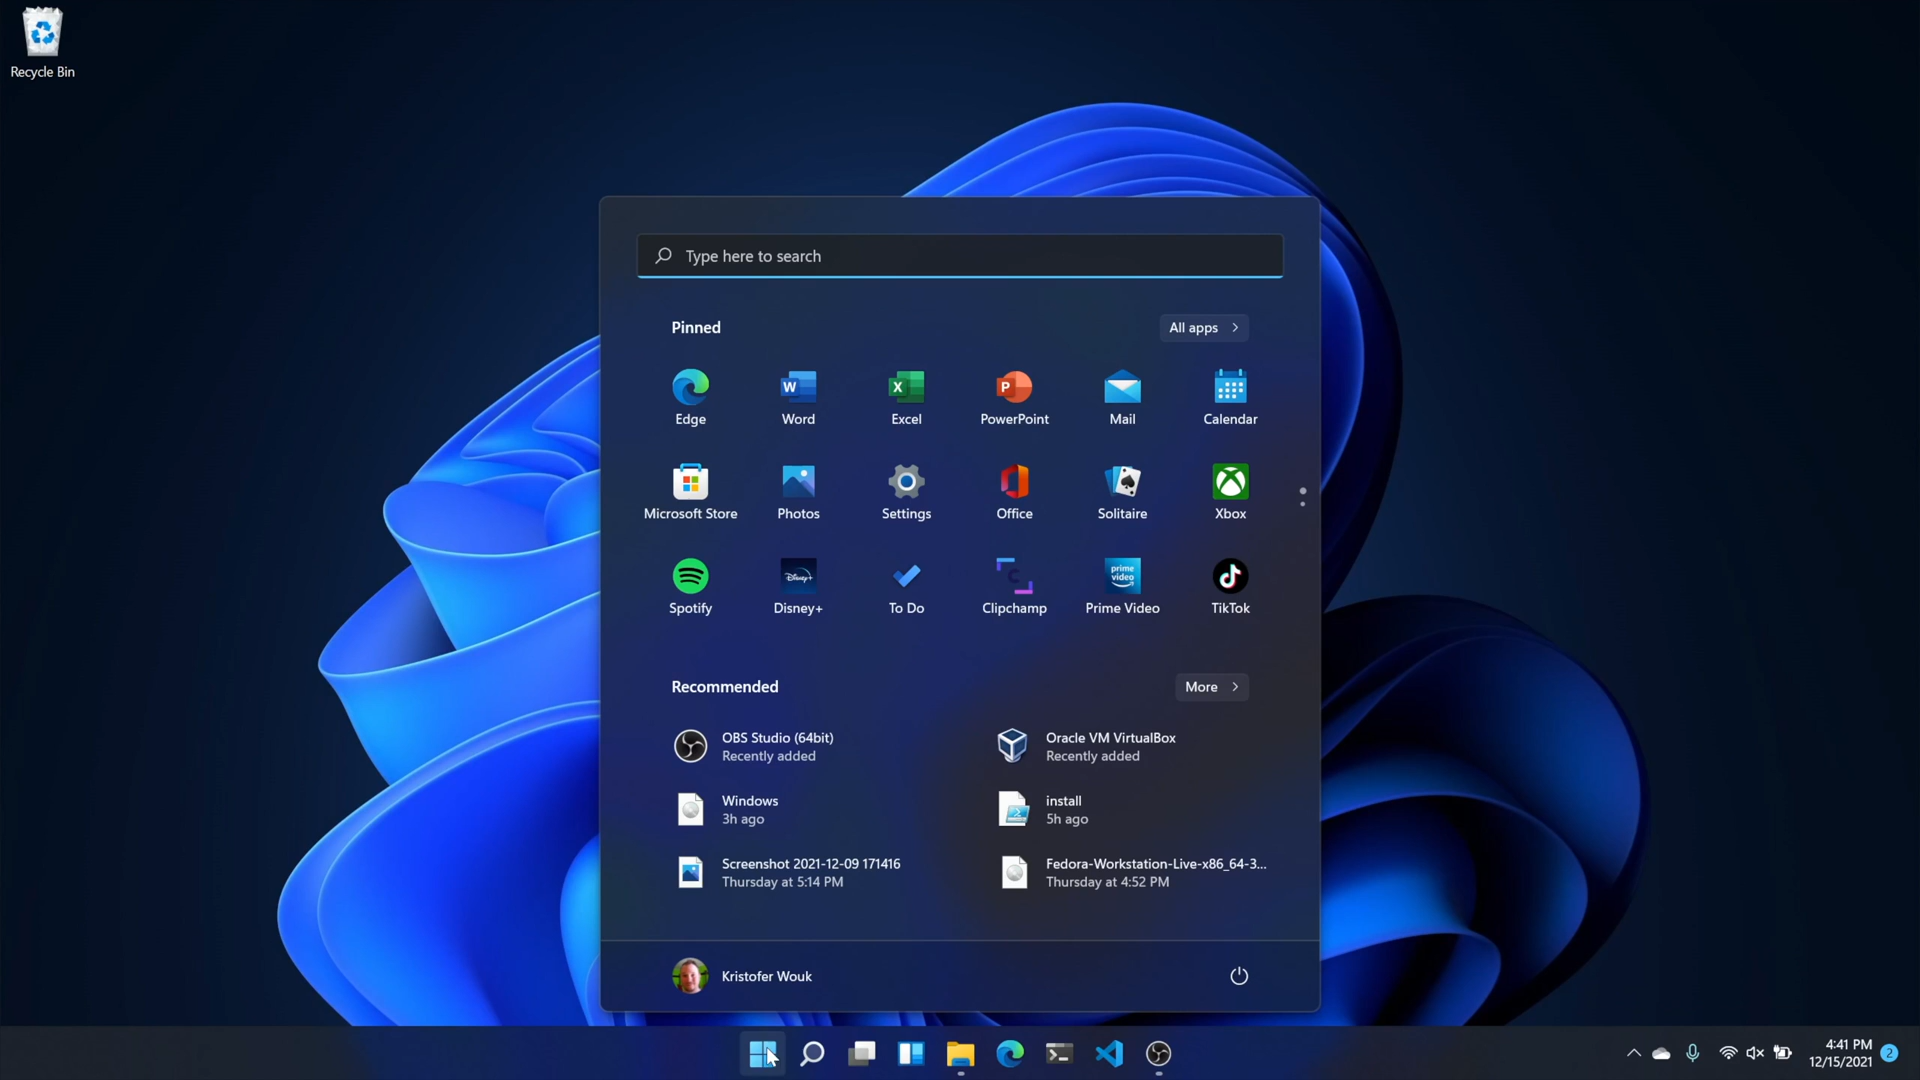 Recycle Bin
Type here to search
Pinned
All apps
Edge
Word
Excel
PowerPoint
Mail
Calendar
Microsoft Store
Photos
Settings
Office
Solitaire
Xbox
Spotify
Disney+
To Do
Clipchamp
Prime Video
TikTok
Recommended
More
OBS Studio (64bit)
Recently added
Oracle VM VirtualBox
Recently added
Windows
3h ago
install
5h ago
Screenshot 2021-12-09 171416
Thursday at 5:14 PM
Fedora-Workstation-Live-x86_64-3...
Thursday at 4:52 PM
Kristofer Wouk
4:41 PM
12/15/2021
2
W
X
P
Disney+
prime
video
C